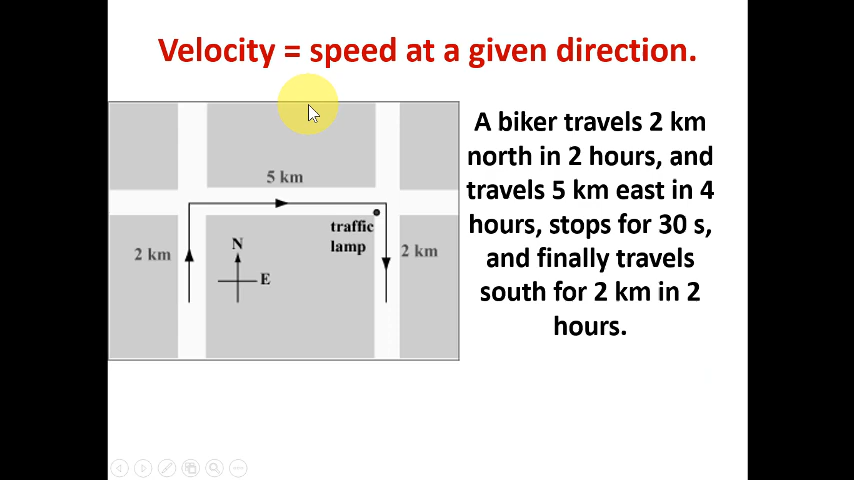 Velocity = speed at a given direction.
5 km
traffic
lamp
2 km
N
E
2 km
A biker travels 2 km
north in 2 hours, and
travels 5 km east in 4
hours, stops for 30 s,
and finally travels
south for 2 km in 2
hours.